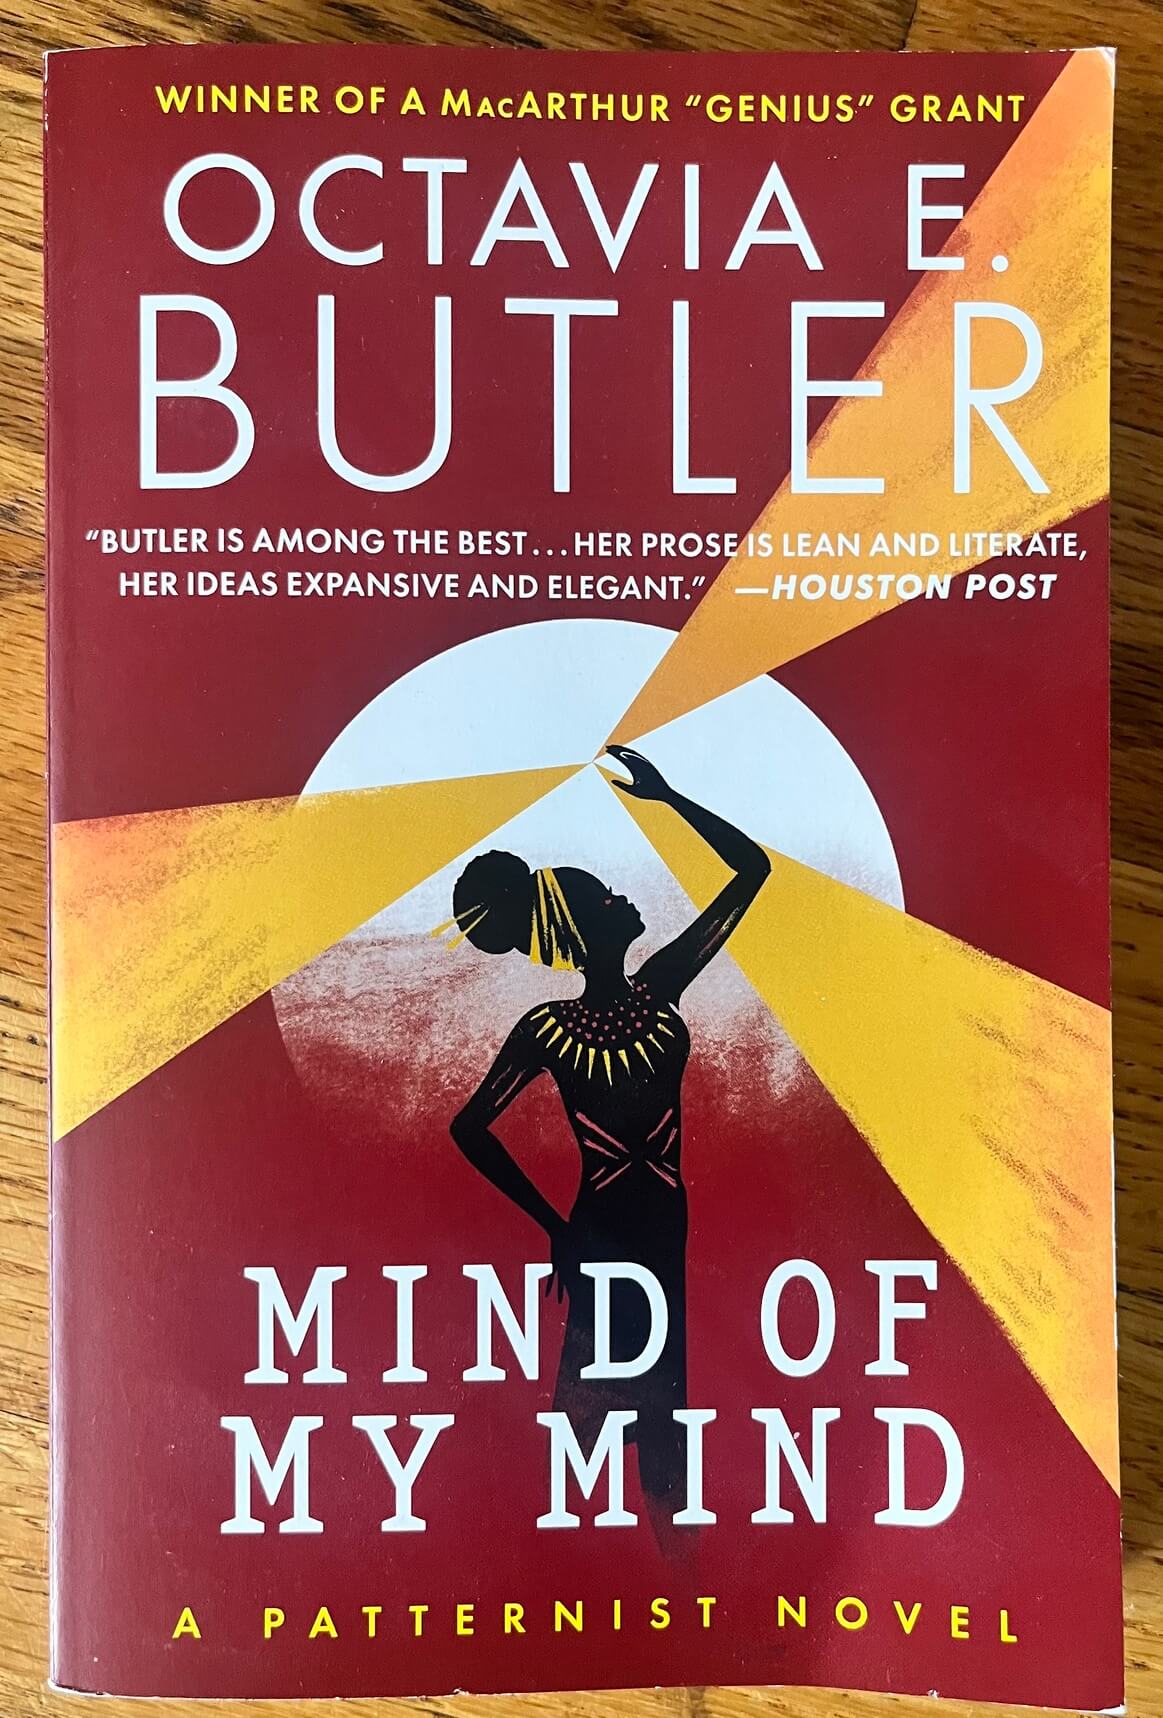 WINNER OF A MacARTHUR “GENIUS” GRANT
OCTAVIA E.
BUTLER
“BUTLER IS AMONG THE BEST...HER PROSE IS LEAN AND LITERATE,
HER IDEAS EXPANSIVE AND ELEGANT.” —HOUSTON POST
MIND OF
MY MIND
A PATTERNIST NOVEL